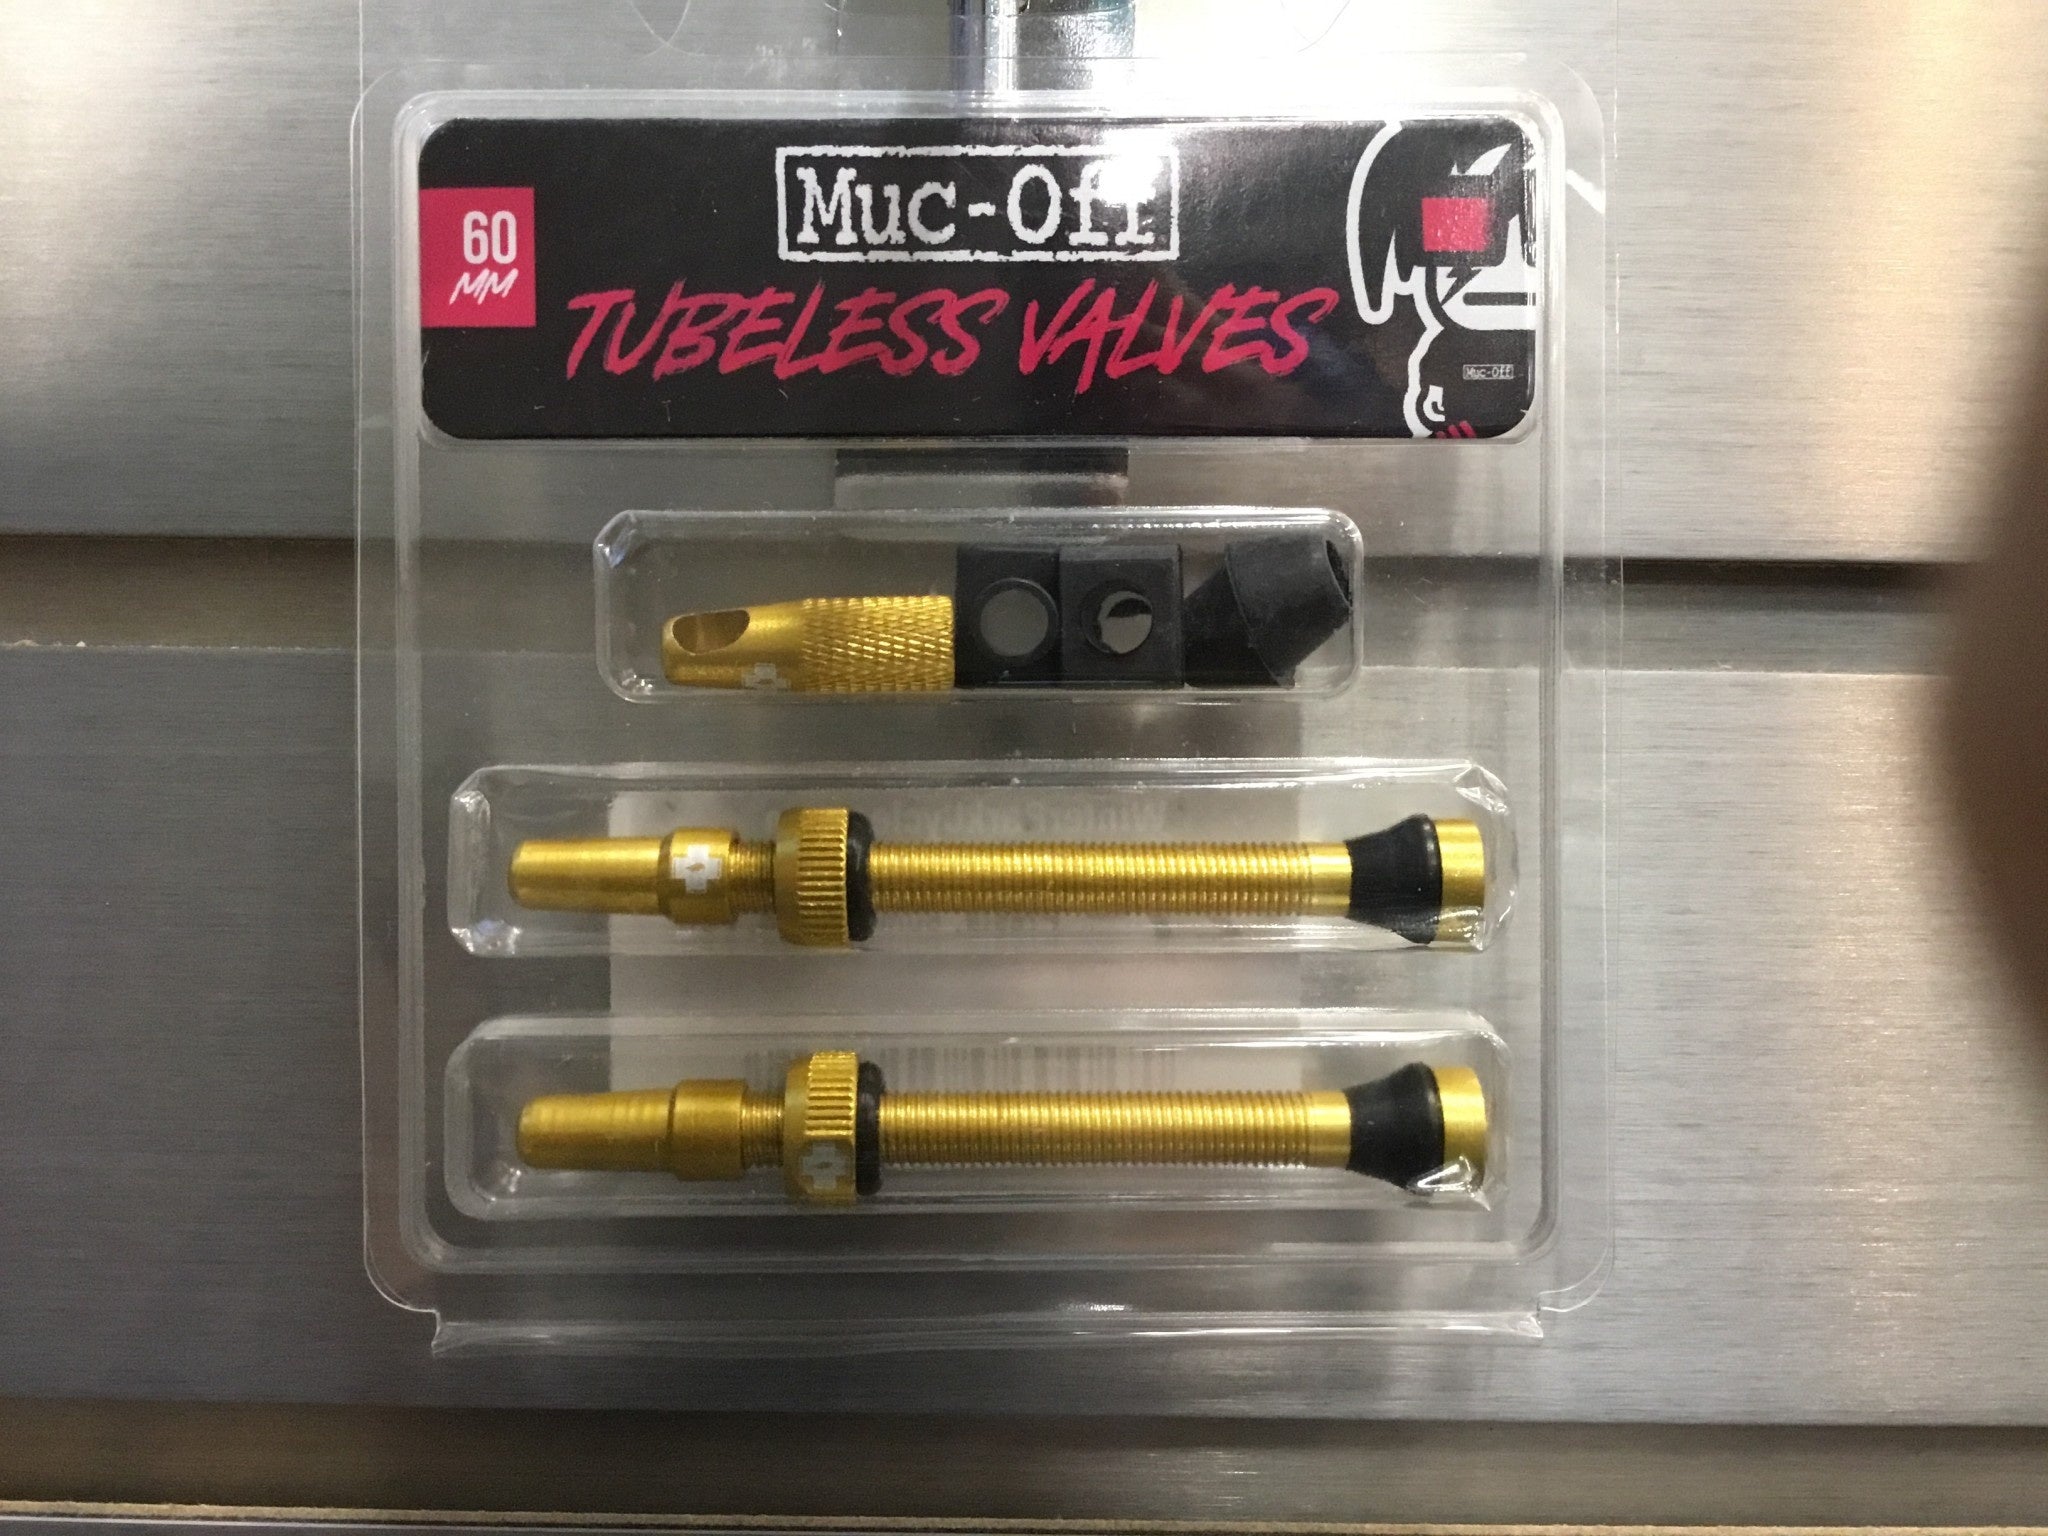 Muc-Off
60
MM
TUBELESS VALVES
Muc-Off